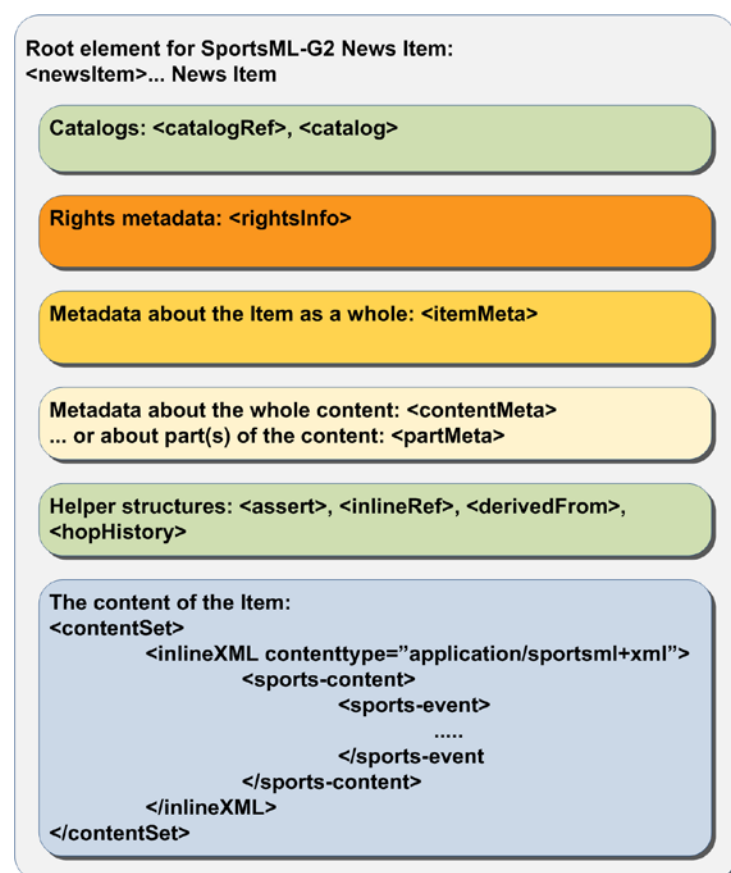 Root element for SportsML-G2 News Item:
<newsItem>... News Item
Catalogs: <catalogRef>, <catalog>
Rights metadata: <rightsInfo>
Metadata about the Item as a whole: <itemMeta>
Metadata about the whole content: <contentMeta>
... or about part(s) of the content: <partMeta>
Helper structures: <assert>, <inlineRef>, <derivedFrom>,
<hopHistory>
The content of the Item:
<contentSet>
<inlineXML contenttype=”application/sportsml+xml”>
<sports-content>
<sports-event>
.....
</sports-event
</sports-content>
</inlineXML>
</contentSet>